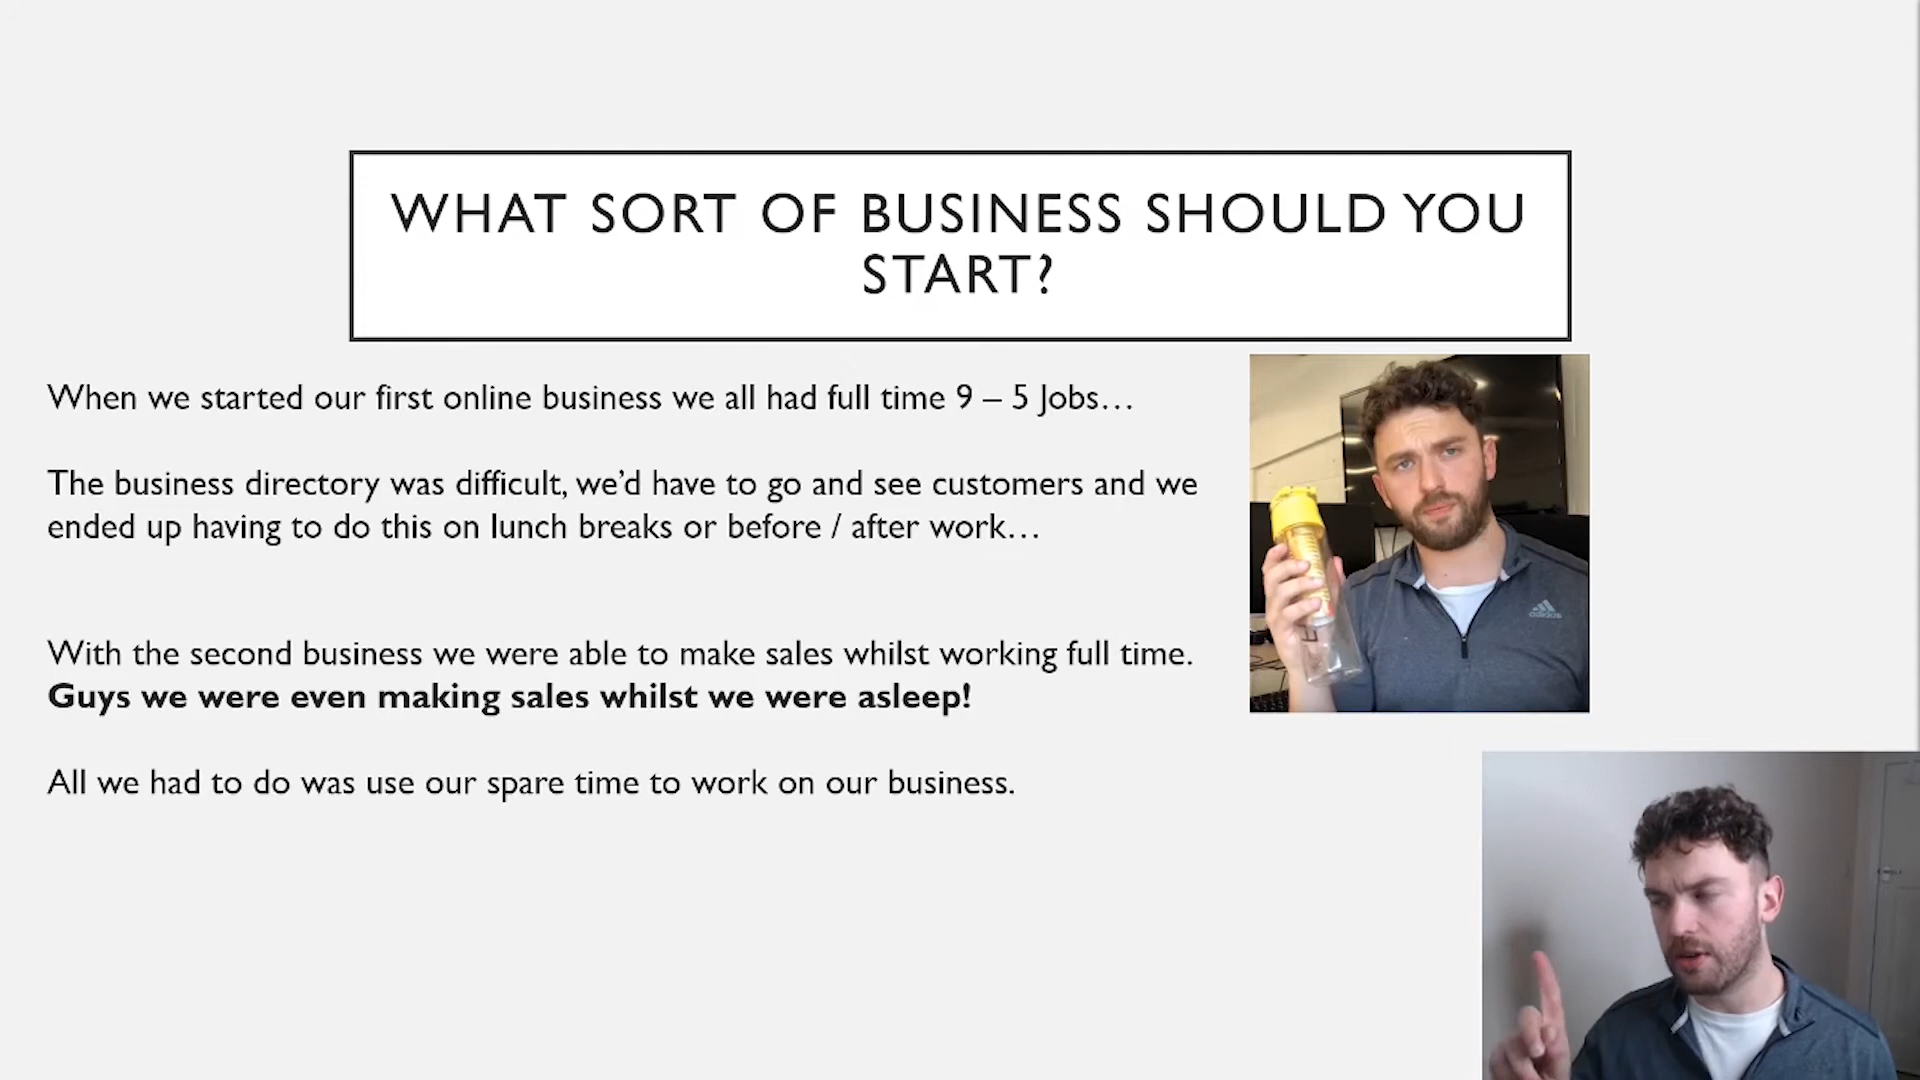 WHAT SORT OF BUSINESS SHOULD YOU
START?
When we started our first online business we all had full time 9 – 5 Jobs…
The business directory was difficult, we’d have to go and see customers and we
ended up having to do this on lunch breaks or before / after work…
With the second business we were able to make sales whilst working full time.
Guys we were even making sales whilst we were asleep!
All we had to do was use our spare time to work on our business.
adidas